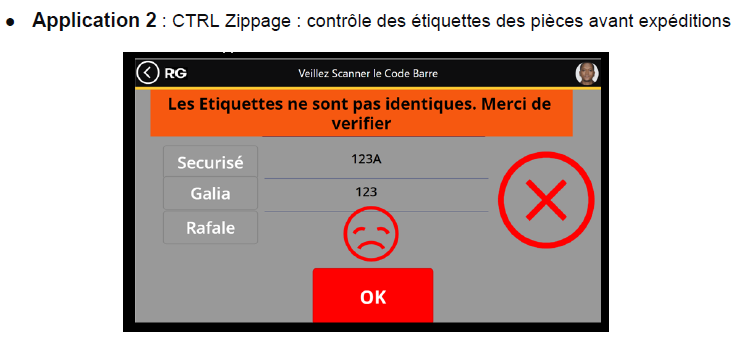 ● Application 2 : CTRL Zippage : contrôle des étiquettes des pièces avant expéditions
RG Veillez Scanner le Code Barre
Les Etiquettes ne sont pas identiques. Merci de
verifier
Securisé 123A
Galia 123
Rafale
OK